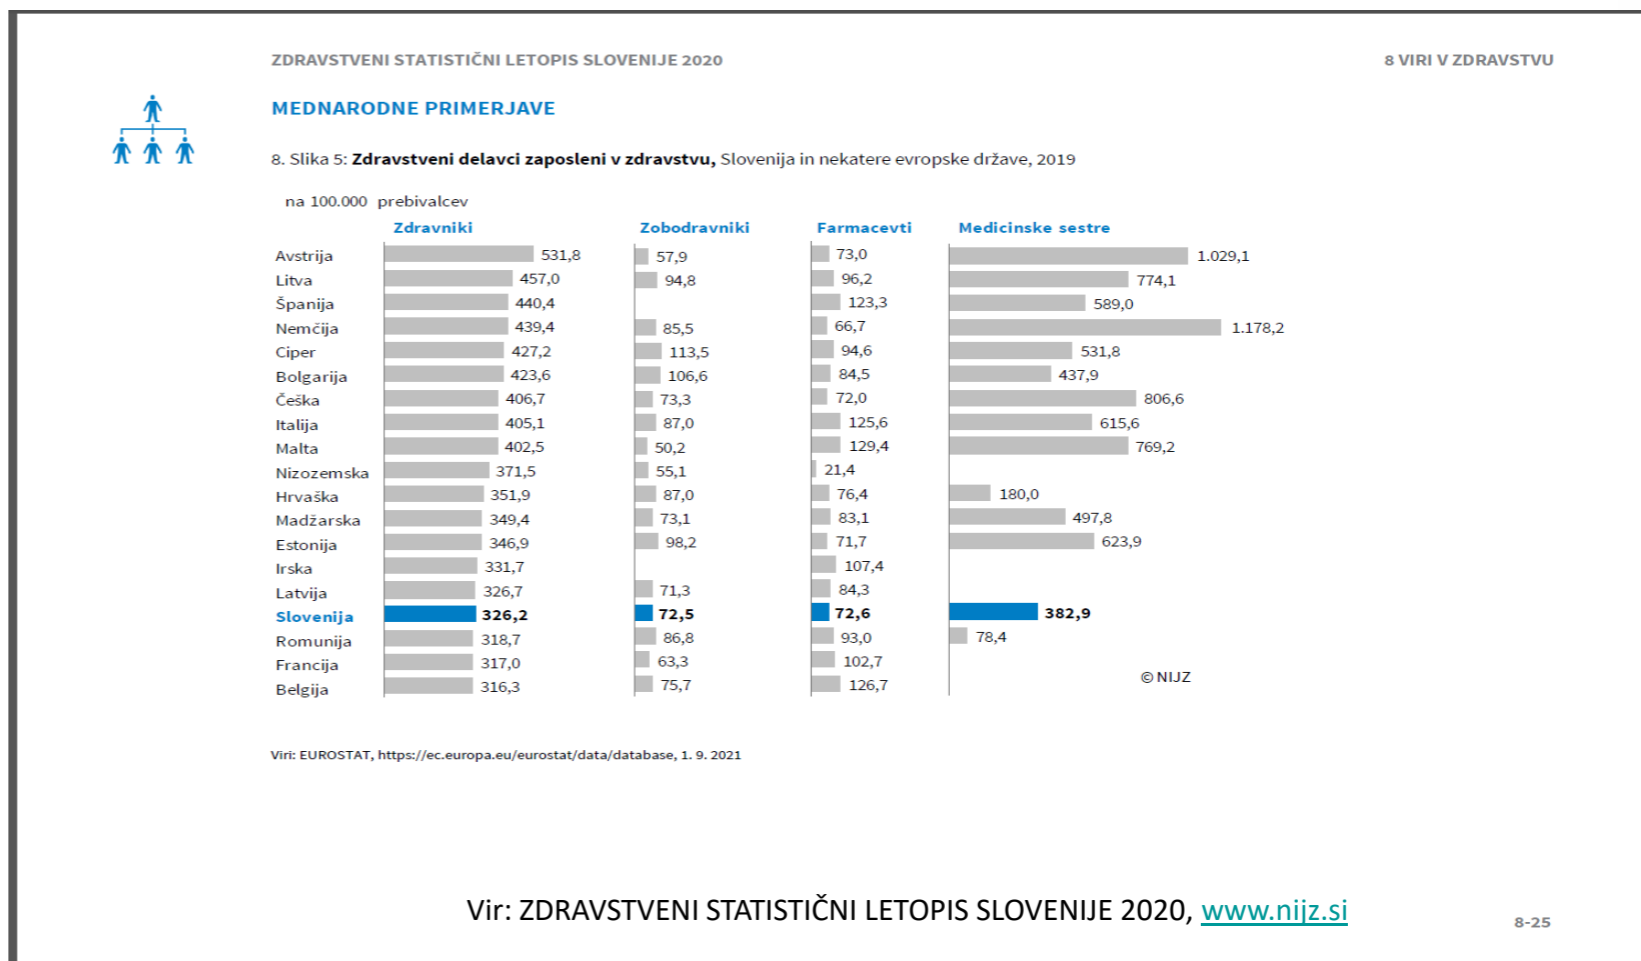 ZDRAVSTVENI STATISTIČNI LETOPIS SLOVENIJE 2020 8 VIRI V ZDRAVSTVU
MEDNARODNE PRIMERJAVE
8. Slika 5: Zdravstveni delavci zaposleni v zdravstvu, Slovenija in nekatere evropske države, 2019
na 100.000 prebivalcev
Zdravniki Zobodravniki Farmacevti Medicinske sestre
Avstrija 531,8 57,9 73,0 1.029,1
Litva 457,0 94,8 96,2 774,1
Španija 440,4 123,3 589,0
Nemčija 439,4 85,5 66,7 1.178,2
Ciper 427,2 113,5 94,6 531,8
Bolgarija 423,6 106,6 84,5 437,9
Češka 406,7 73,3 72,0 806,6
Italija 405,1 87,0 125,6 615,6
Malta 402,5 50,2 129,4 769,2
Nizozemska 371,5 55,1 21,4
Hrvaška 351,9 87,0 76,4 180,0
Madžarska 349,4 73,1 83,1 497,8
Estonija 346,9 98,2 71,7 623,9
Irska 331,7 107,4
Latvija 326,7 71,3 84,3
Slovenija 326,2 72,5 72,6 382,9
Romunija 318,7 86,8 93,0 78,4
Francija 317,0 63,3 102,7
Belgija 316,3 75,7 126,7
© NIJZ
Viri: EUROSTAT, https://ec.europa.eu/eurostat/data/database, 1. 9. 2021
Vir: ZDRAVSTVENI STATISTIČNI LETOPIS SLOVENIJE 2020, www.nijz.si
8-25